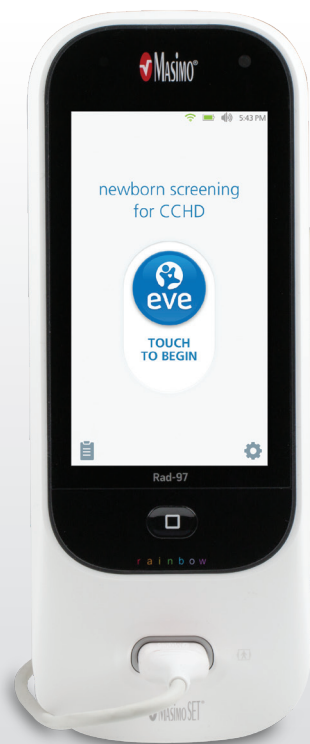 MASIMO®
5:43 PM
newborn screening
for CCHD
eve
TOUCH
TO BEGIN
Rad-97
rainbow
MASIMO SET®